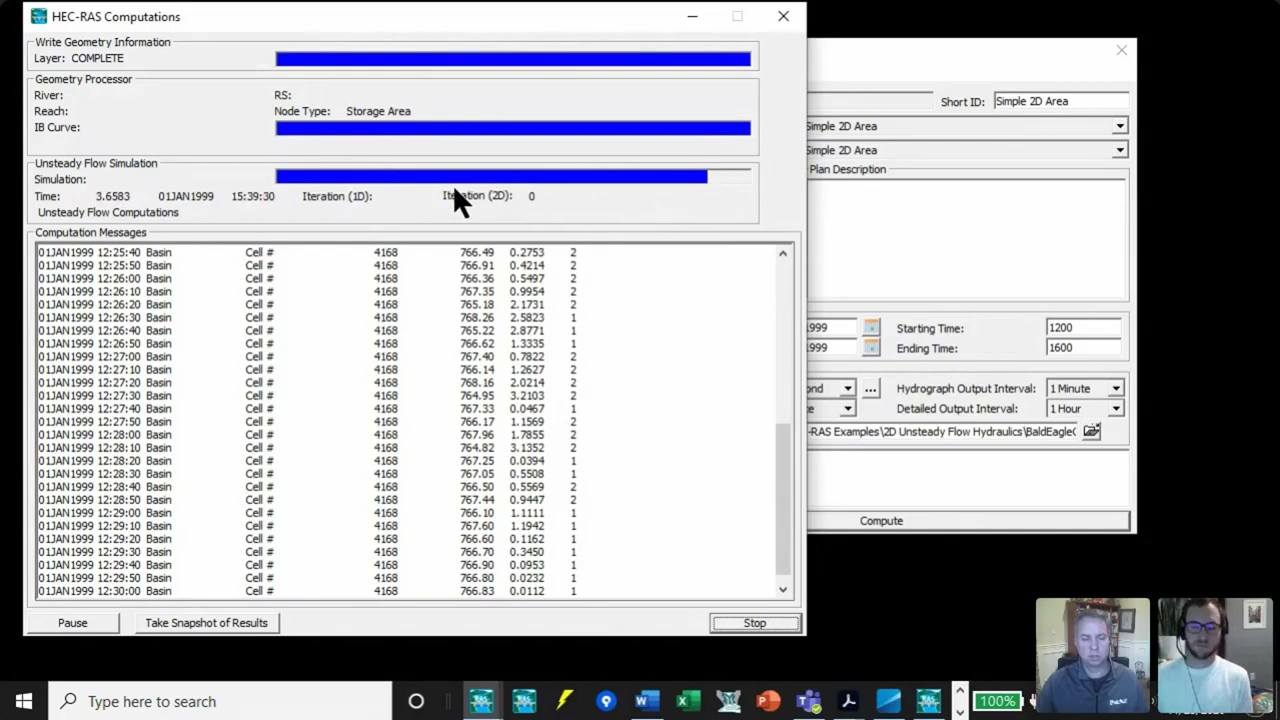 HEC-RAS Computations
Write Geometry Information
Layer: COMPLETE
Geometry Processor
River: RS:
Reach: Node Type: Storage Area
IB Curve:
Unsteady Flow Simulation
Simulation:
Time: 3.6583 01JAN1999 15:39:30 Iteration (1D): Iteration (2D): 0
Unsteady Flow Computations
Computation Messages
01JAN1999 12:25:40 Basin Cell # 4168 766.49 0.2753 2
01JAN1999 12:25:50 Basin Cell # 4168 766.91 0.4214 2
01JAN1999 12:26:00 Basin Cell # 4168 766.36 0.5497 2
01JAN1999 12:26:10 Basin Cell # 4168 767.35 0.9954 2
01JAN1999 12:26:20 Basin Cell # 4168 765.18 2.1731 2
01JAN1999 12:26:30 Basin Cell # 4168 768.26 2.5823 1
01JAN1999 12:26:40 Basin Cell # 4168 765.22 2.8771 1
01JAN1999 12:26:50 Basin Cell # 4168 766.62 1.3335 1
01JAN1999 12:27:00 Basin Cell # 4168 767.40 0.7822 2
01JAN1999 12:27:10 Basin Cell # 4168 766.14 1.2627 2
01JAN1999 12:27:20 Basin Cell # 4168 768.16 2.0214 2
01JAN1999 12:27:30 Basin Cell # 4168 764.95 3.2103 2
01JAN1999 12:27:40 Basin Cell # 4168 767.33 0.0467 1
01JAN1999 12:27:50 Basin Cell # 4168 766.17 1.1569 2
01JAN1999 12:28:00 Basin Cell # 4168 767.96 1.7855 2
01JAN1999 12:28:10 Basin Cell # 4168 764.82 3.1352 2
01JAN1999 12:28:20 Basin Cell # 4168 767.25 0.0394 1
01JAN1999 12:28:30 Basin Cell # 4168 767.05 0.5508 1
01JAN1999 12:28:40 Basin Cell # 4168 766.50 0.5569 2
01JAN1999 12:28:50 Basin Cell # 4168 767.44 0.9447 2
01JAN1999 12:29:00 Basin Cell # 4168 766.10 1.1111 1
01JAN1999 12:29:10 Basin Cell # 4168 767.60 1.1942 1
01JAN1999 12:29:20 Basin Cell # 4168 766.60 0.1162 1
01JAN1999 12:29:30 Basin Cell # 4168 766.70 0.3450 1
01JAN1999 12:29:40 Basin Cell # 4168 766.90 0.0953 1
01JAN1999 12:29:50 Basin Cell # 4168 766.80 0.0232 1
01JAN1999 12:30:00 Basin Cell # 4168 766.83 0.0112 1
Pause Take Snapshot of Results Stop
Short ID: Simple 2D Area
Simple 2D Area
Simple 2D Area
Plan Description
1999 Starting Time: 1200
1999 Ending Time: 1600
ond ... Hydrograph Output Interval: 1 Minute
te Detailed Output Interval: 1 Hour
-RAS Examples\2D Unsteady Flow Hydraulics\BaldEagleC
Compute
Type here to search
100%